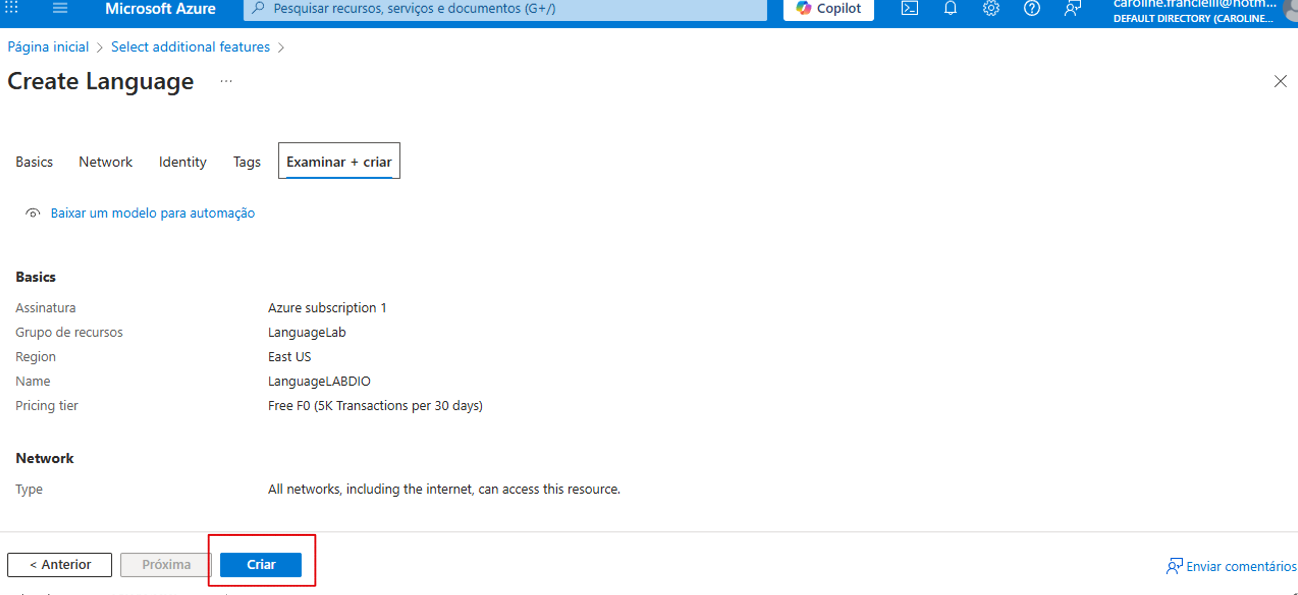 Microsoft Azure
Pesquisar recursos, serviços e documentos (G+/)
Copilot
caroline.francielli@hotm...
DEFAULT DIRECTORY (CAROLINE....
Página inicial > Select additional features >
Create Language ...
Basics Network Identity Tags Examinar + criar
Baixar um modelo para automação
Basics
Assinatura Azure subscription 1
Grupo de recursos LanguageLab
Region East US
Name LanguageLABDIO
Pricing tier Free F0 (5K Transactions per 30 days)
Network
Type All networks, including the internet, can access this resource.
< Anterior Próxima Criar
Enviar comentários